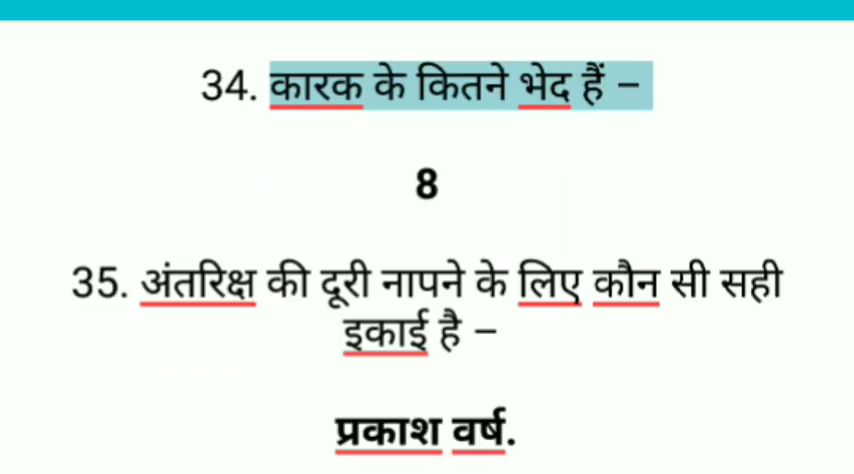 34. कारक के कितने भेद हैं –
8
35. अंतरिक्ष की दूरी नापने के लिए कौन सी सही
इकाई है –
प्रकाश वर्ष.